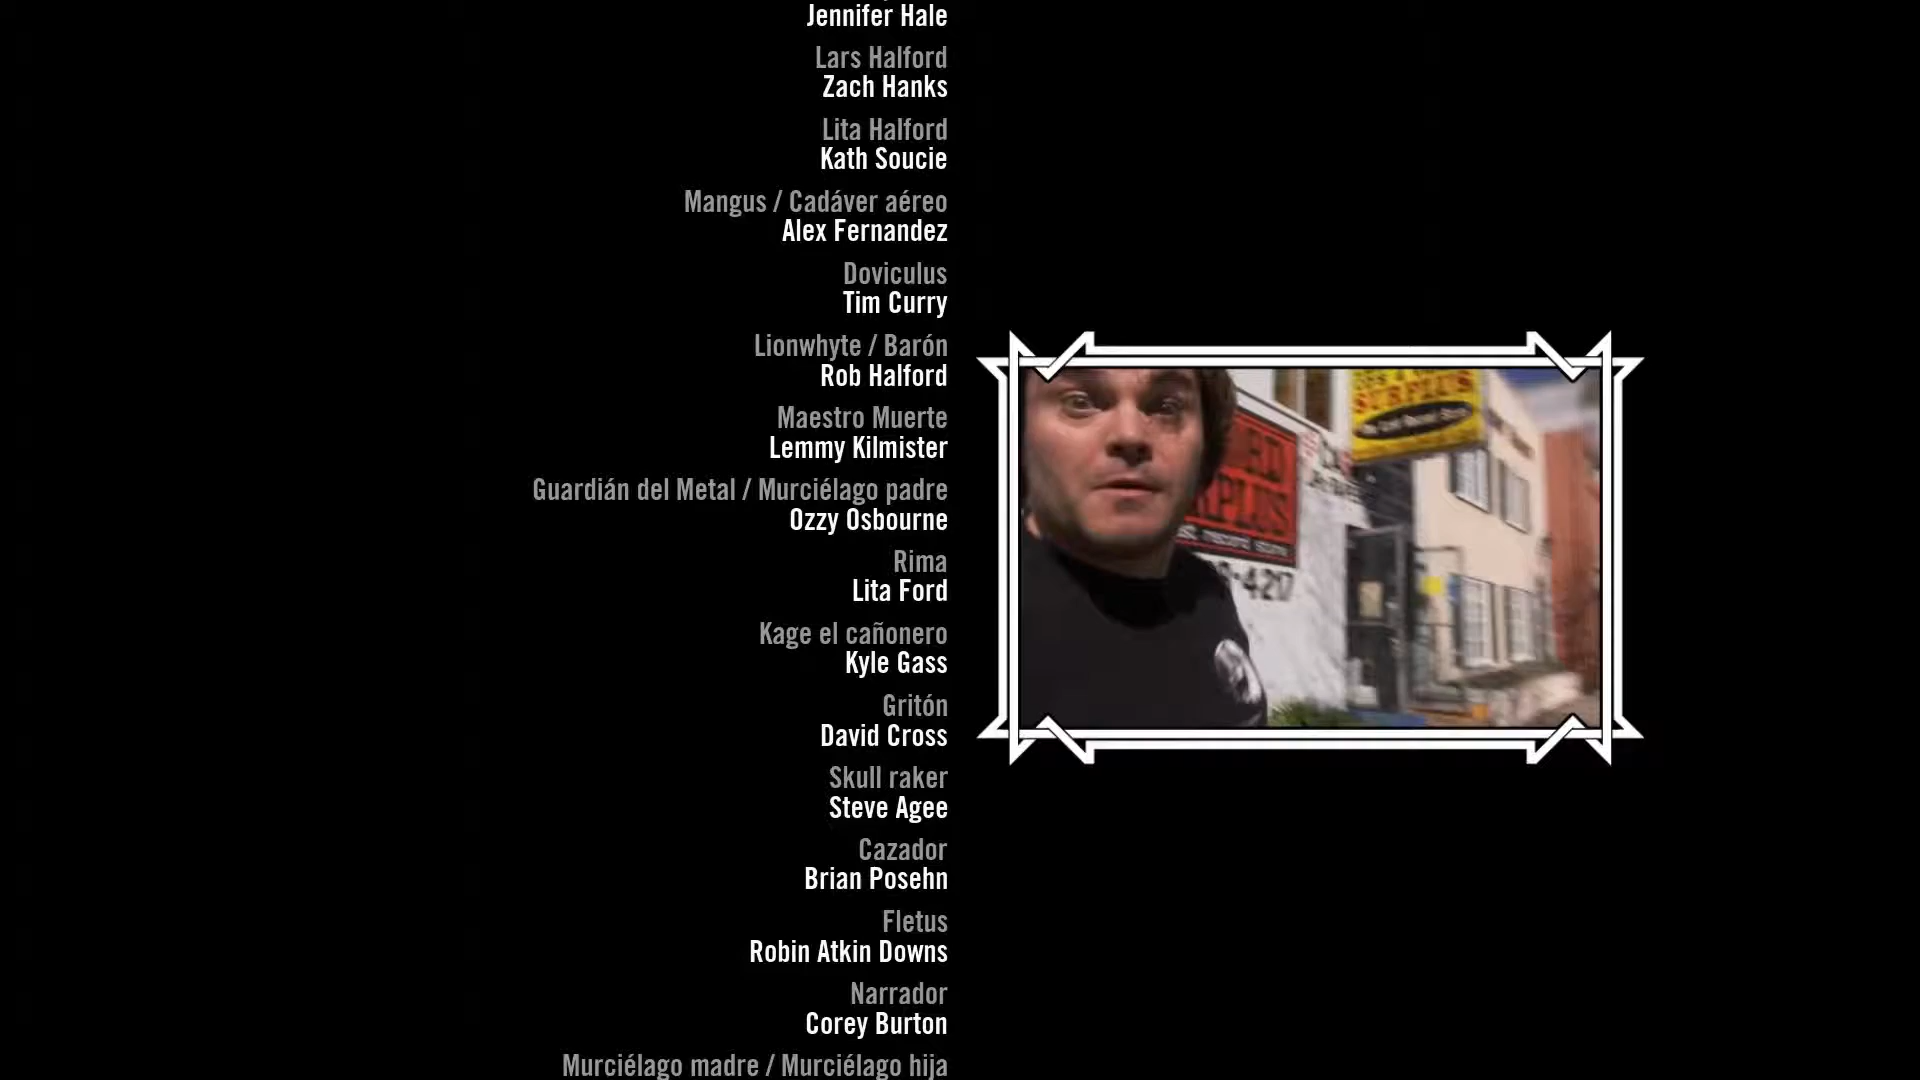 Jennifer Hale
Lars Halford
Zach Hanks
Lita Halford
Kath Soucie
Mangus / Cadáver aéreo
Alex Fernandez
Doviculus
Tim Curry
Lionwhyte / Barón
Rob Halford
Maestro Muerte
Lemmy Kilmister
Guardián del Metal / Murciélago padre
Ozzy Osbourne
Rima
Lita Ford
Kage el cañonero
Kyle Gass
Gritón
David Cross
Skull raker
Steve Agee
Cazador
Brian Posehn
Fletus
Robin Atkin Downs
Narrador
Corey Burton
Murciélago madre / Murciélago hija
SURPLUS
-4217